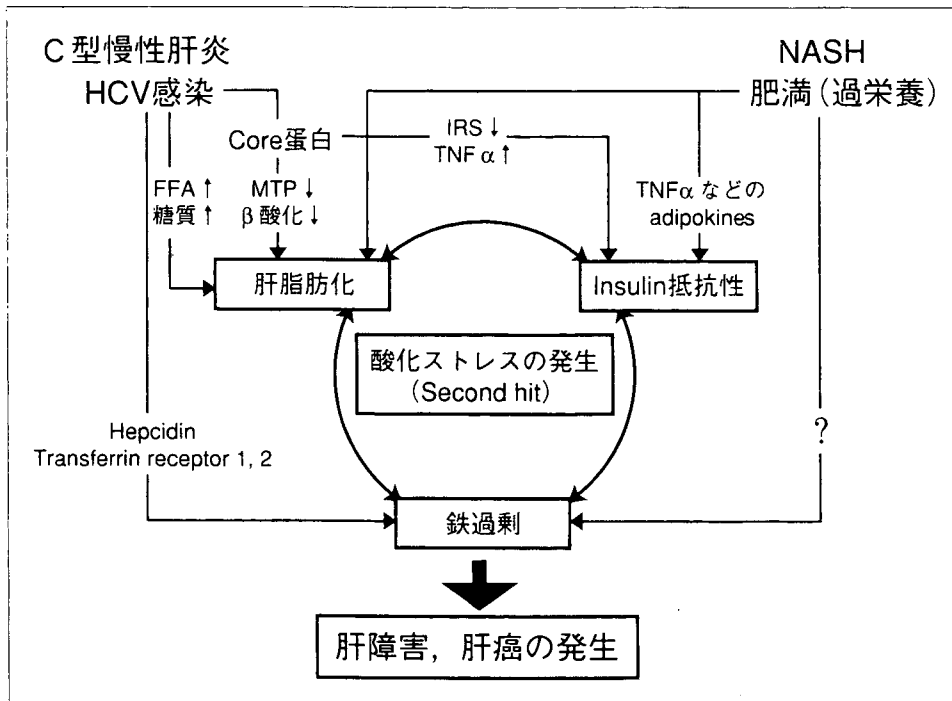 C型慢性肝炎
HCV感染
NASH
肥満(過栄養)
Core蛋白
IRS↓
TNFα↑
FFA↑
糖質↑
MTP↓
β酸化↓
TNFαなどの
adipokines
肝脂肪化
Insulin抵抗性
酸化ストレスの発生
(Second hit)
Hepcidin
Transferrin receptor 1, 2
?
鉄過剰
肝障害，肝癌の発生